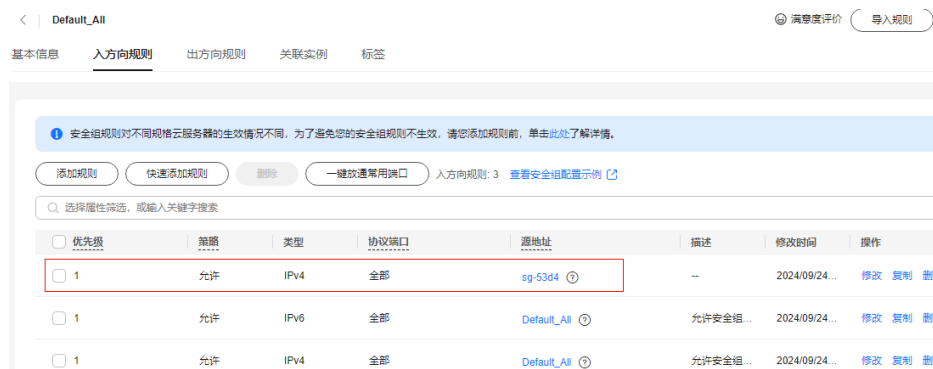 Default_All 满意度评价 导入规则
基本信息 入方向规则 出方向规则 关联实例 标签
安全组规则对不同规格云服务器的生效情况不同，为了避免您的安全组规则不生效，请您添加规则前，单击此处了解详情。
添加规则 快速添加规则 删除 一键放通常用端口 入方向规则: 3 查看安全组配置示例
选择属性筛选，或输入关键字搜索
优先级 策略 类型 协议端口 源地址 描述 修改时间 操作
1 允许 IPv4 全部 sg-53d4 -- 2024/09/24... 修改 复制 删
1 允许 IPv6 全部 Default_All 允许安全组... 2024/09/24... 修改 复制 删
1 允许 IPv4 全部 Default_All 允许安全组... 2024/09/24... 修改 复制 删